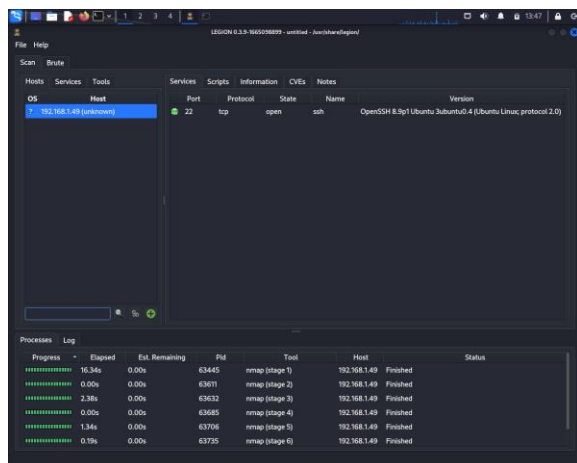 1 2 3 4 13:47
LEGION 0.3.9-1665098899 - untitled - /usr/share/legion/
File Help
Scan Brute
Hosts Services Tools Services Scripts Information CVEs Notes
OS Host Port Protocol State Name Version
? 192.168.1.49 (unknown) 22 tcp open ssh OpenSSH 8.9p1 Ubuntu 3ubuntu0.4 (Ubuntu Linux; protocol 2.0)
Processes Log
Progress Elapsed Est. Remaining Pid Tool Host Status
16.34s 0.00s 63445 nmap (stage 1) 192.168.1.49 Finished
0.00s 0.00s 63611 nmap (stage 2) 192.168.1.49 Finished
2.38s 0.00s 63632 nmap (stage 3) 192.168.1.49 Finished
0.00s 0.00s 63685 nmap (stage 4) 192.168.1.49 Finished
1.34s 0.00s 63706 nmap (stage 5) 192.168.1.49 Finished
0.19s 0.00s 63735 nmap (stage 6) 192.168.1.49 Finished